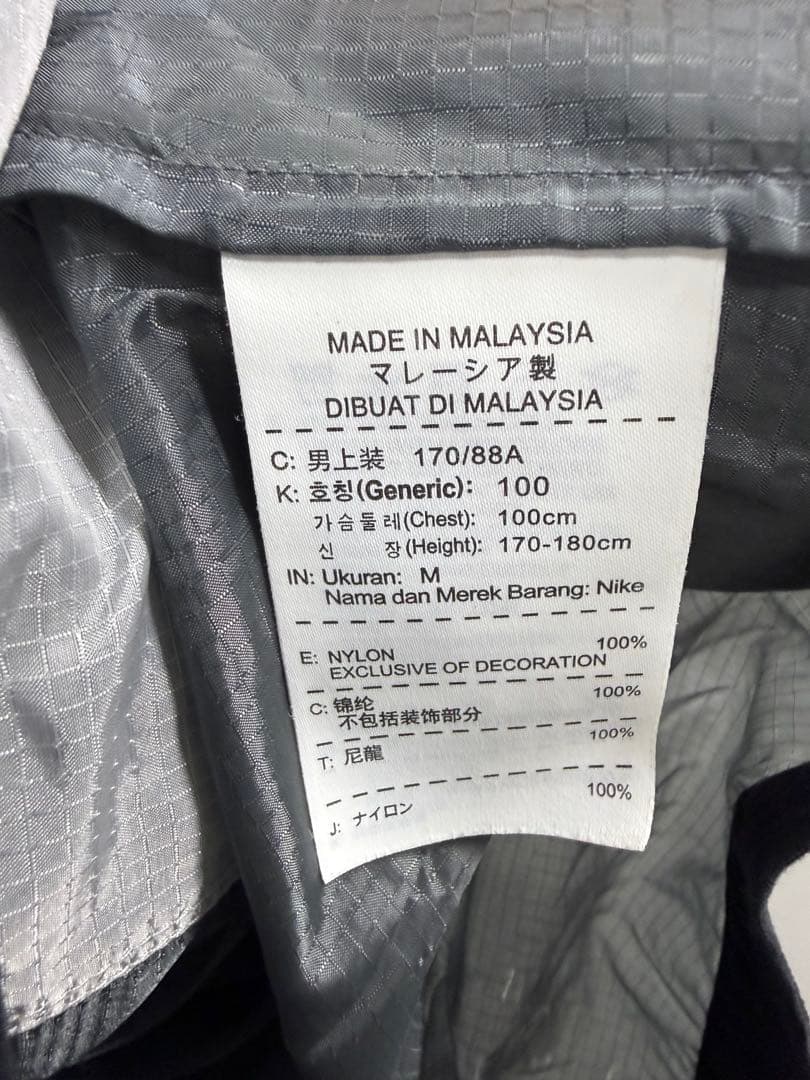 MADE IN MALAYSIA
マレーシア製
DIBUAT DI MALAYSIA
C: 男上装 170/88A
K: 호칭(Generic): 100
가슴둘레(Chest): 100cm
신 장(Height): 170-180cm
IN: Ukuran: M
Nama dan Merek Barang: Nike
E: NYLON 100%
EXCLUSIVE OF DECORATION
C: 锦纶 100%
不包括装饰部分
T: 尼龍 100%
J: ナイロン 100%